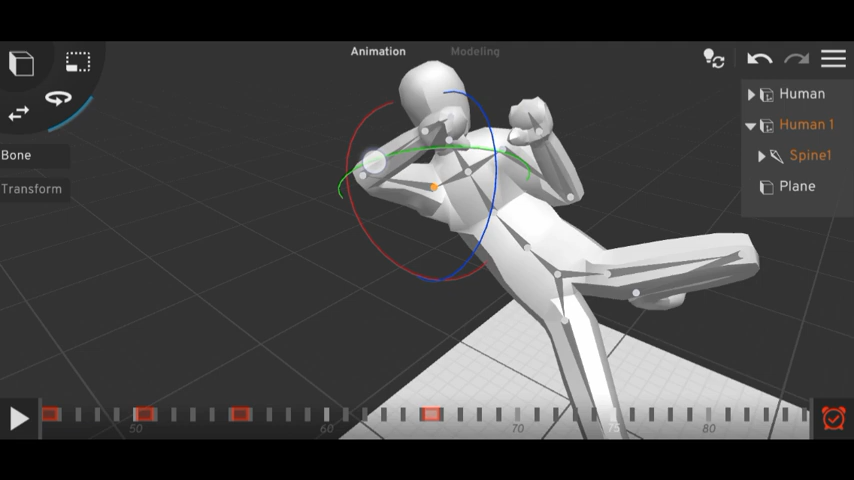 Animation
Modeling
Human
Human 1
Spine1
Plane
Bone
Transform
50
60
70
75
80